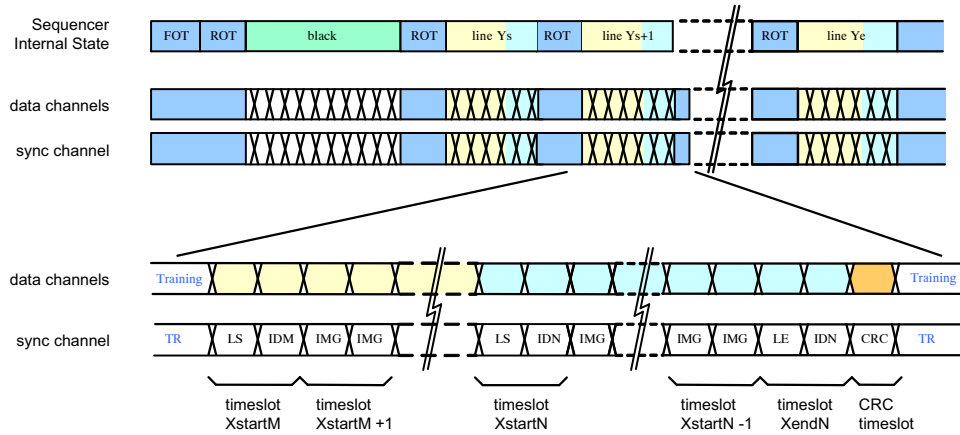 Sequencer
Internal State
FOT ROT black ROT line Ys ROT line Ys+1 ROT line Ye
data channels
sync channel
data channels Training Training
sync channel TR LS IDM IMG IMG LS IDN IMG IMG IMG LE IDN CRC TR
timeslot timeslot timeslot timeslot timeslot CRC
XstartM XstartM +1 XstartN XstartN -1 XendN timeslot